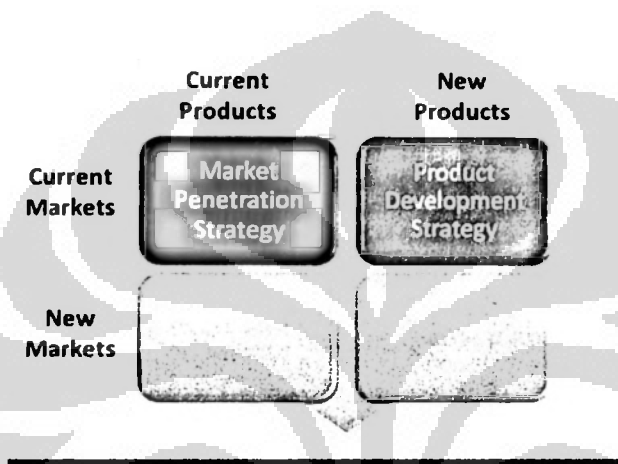 Current
Products
New
Products
Current
Markets
Market
Penetration
Strategy
Product
Development
Strategy
New
Markets